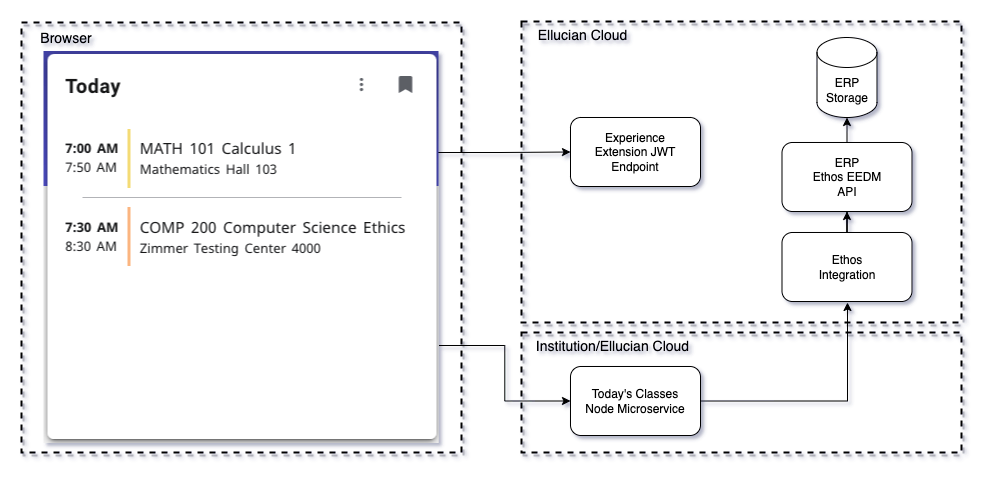 Browser
Today
7:00 AM MATH 101 Calculus 1
7:50 AM Mathematics Hall 103
7:30 AM COMP 200 Computer Science Ethics
8:30 AM Zimmer Testing Center 4000
Ellucian Cloud
Experience
Extension JWT
Endpoint
ERP
Storage
ERP
Ethos EEDM
API
Ethos
Integration
Institution/Ellucian Cloud
Today's Classes
Node Microservice